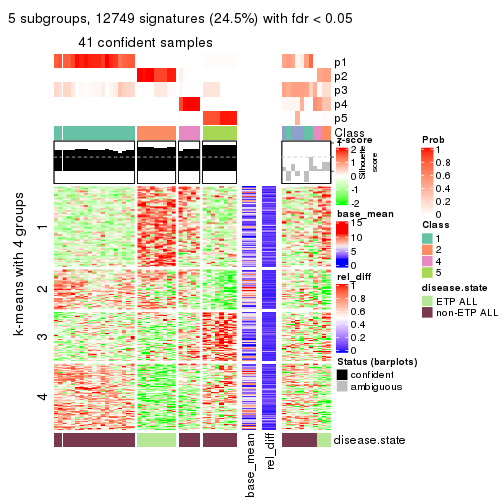 5 subgroups, 12749 signatures (24.5%) with fdr < 0.05
41 confident samples
p1
p2
p3
p4
p5
Class
Silhouette
score
k-means with 4 groups
1
2
3
4
base_mean
rel_diff
disease.state
z-score
2
1
0
-1
-2
base_mean
15
10
5
0
rel_diff
1
0.8
0.6
0.4
0.2
0
Status (barplots)
confident
ambiguous
Prob
1
0.8
0.6
0.4
0.2
0
Class
1
2
4
5
disease.state
ETP ALL
non-ETP ALL